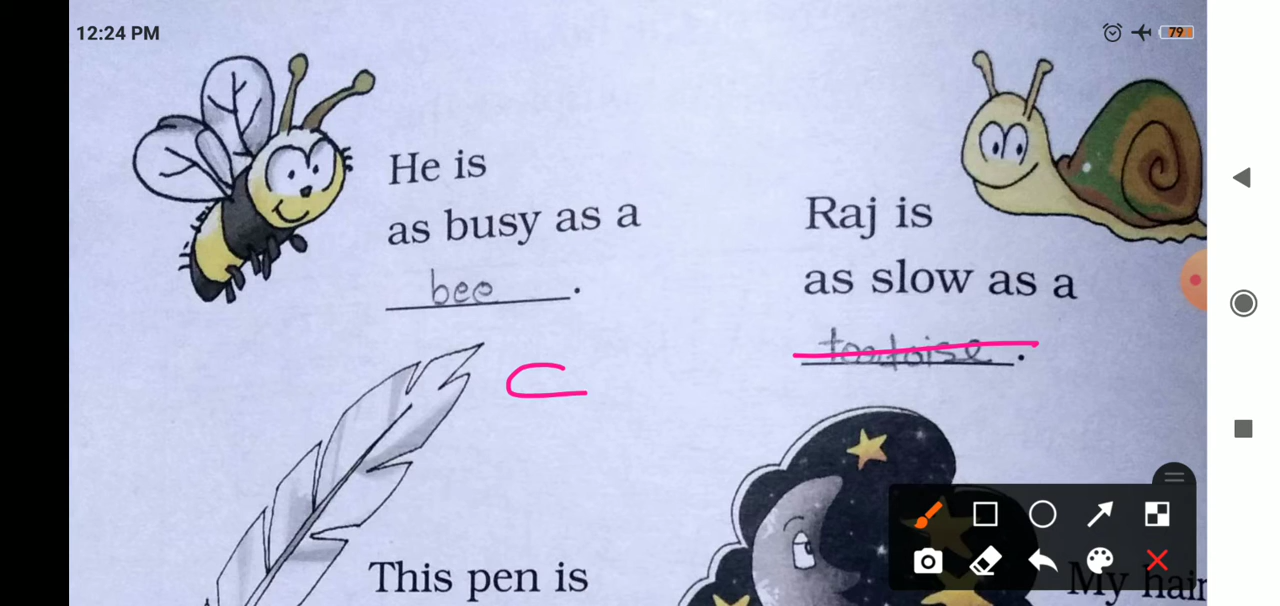 12:24 PM
79
He is
as busy as a
bee.
Raj is
as slow as a
tortoise.
This pen is
My hair